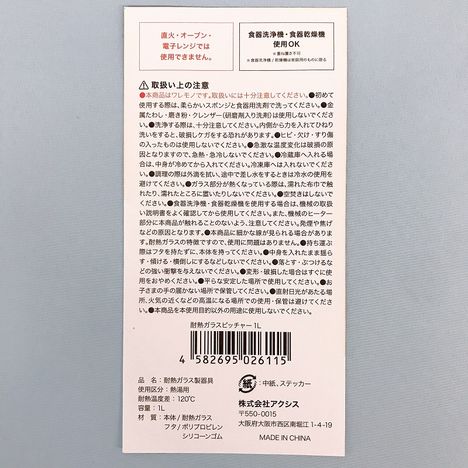 直火・オーブン・
電子レンジでは
使用できません。
食器洗浄機・食器乾燥機
使用OK
※重ね置き不可
※食器洗浄機／乾燥機は家庭用のものに限る
⚠ 取扱い上の注意
●本商品はワレモノです。取扱いには十分注意してください。●初めて
使用する際は、柔らかいスポンジと食器用洗剤で洗ってください。●金
属たわし・磨き粉・クレンザー(研磨剤入り洗剤)は使用しないでくださ
い。●洗浄する際は、十分注意してください。内側から力を入れてひねり
洗いをすると、破損しケガをする恐れがあります。●ヒビ・欠け・すり傷
の入ったものは使用しないでください。●急激な温度変化は破損の原
因となりますので、急熱・急冷しないでください。●冷蔵庫へ入れる場
合は、中身が冷めてから入れてください。冷凍庫へは入れないでくださ
い。●調理の際は外滴を拭い、途中で差し水をするときは冷水の使用を
避けてください。●ガラス部分が熱くなっている際は、濡れた布巾で触
れたり、濡れたところに置いたりしないでください。●空焚きはしないで
ください。●食器洗浄機・食器乾燥機を使用する場合は、機械の取扱
い説明書をよく確認してから使用してください。また、機械のヒーター
部分に本商品が触れることのないよう、注意してください。発煙や焦げ
などの原因となります。●本商品に細かな線が見られる場合があります。
耐熱ガラスの特徴ですので、使用に問題はありません。●持ち運ぶ
際はフタを持たずに、本体を持ってください。●中身を入れたまま揺ら
す・傾ける・横倒しにするなどしないでください。●落とす・ぶつけるな
どの強い衝撃を与えないでください。●変形・破損した場合はすぐに使
用をおやめください。●平らな安定した場所で使用してください。●お
子さまの手の届かない場所で保管してください。●直射日光があたる場
所、火気の近くなどの高温になる場所での使用・保管は避けてくださ
い。●本商品を本使用目的以外の用途に使用しないでください。
耐熱ガラスピッチャー 1L
4 582695 026115
品名：耐熱ガラス製器具
使用区分：熱湯用
耐熱温度差：120℃
容量：1L
材質：本体／耐熱ガラス
フタ／ポリプロピレン
シリコーンゴム
紙：中紙、ステッカー
株式会社アクシス
〒550-0015
大阪府大阪市西区南堀江 1-4-19
MADE IN CHINA